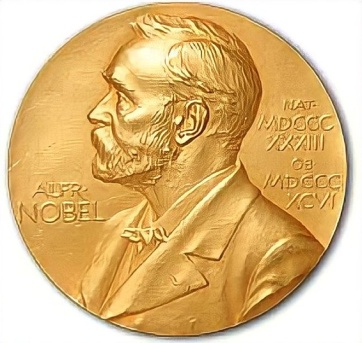 ALFR·
NOBEL
NAT·
MDCCC
XXXIII
OB·
MDCCC
XCVI